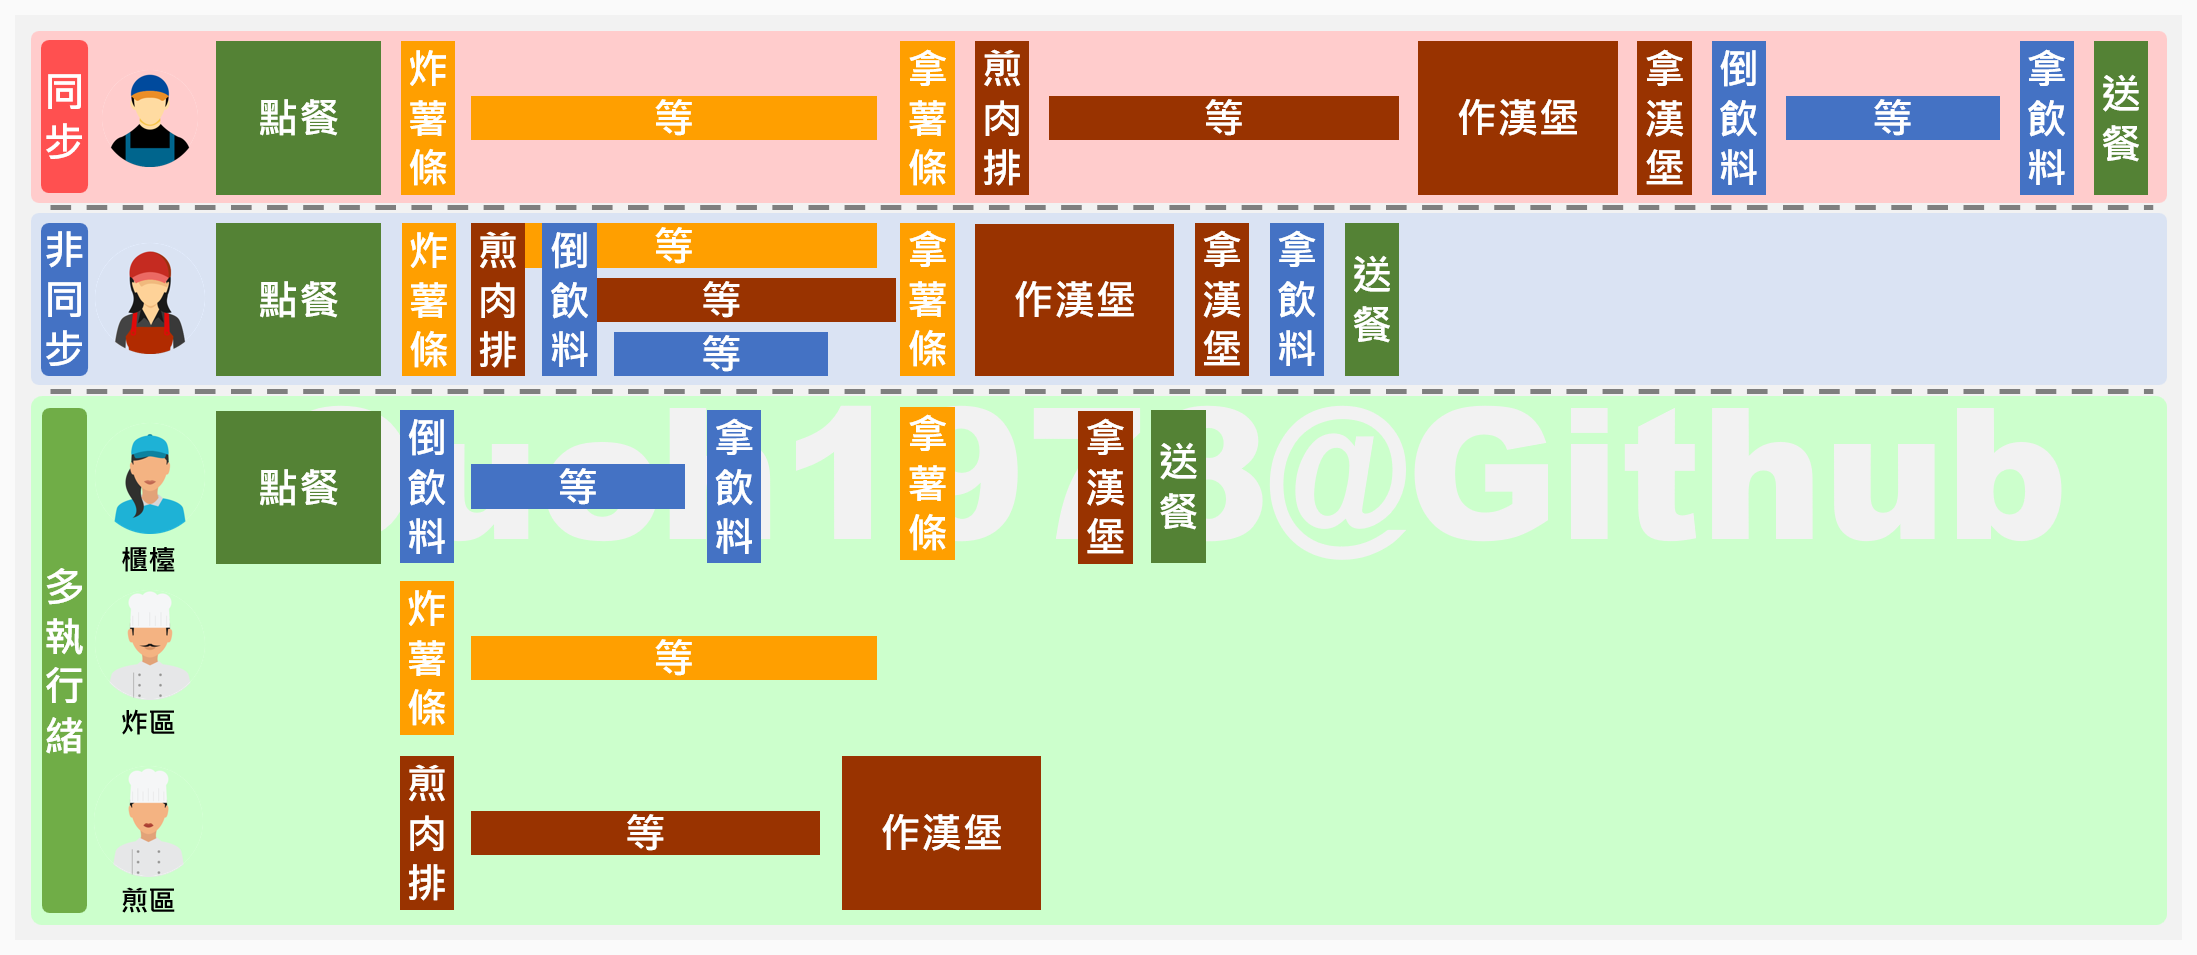 同步
點餐
炸薯條
等
拿薯條
煎肉排
等
作漢堡
拿漢堡
倒飲料
等
拿飲料
送餐
非同步
點餐
炸薯條
煎肉排
倒飲料
等
等
等
拿薯條
作漢堡
拿漢堡
拿飲料
送餐
多執行緒
櫃檯
點餐
倒飲料
等
拿飲料
拿薯條
拿漢堡
送餐
炸區
炸薯條
等
煎區
煎肉排
等
作漢堡
@Github